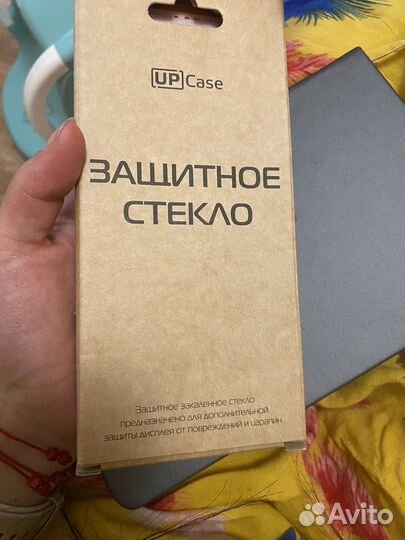 UP Case
ЗАЩИТНОЕ
СТЕКЛО
Защитное закаленное стекло
предназначено для дополнительной
защиты дисплея от повреждений и царапин.
Avito